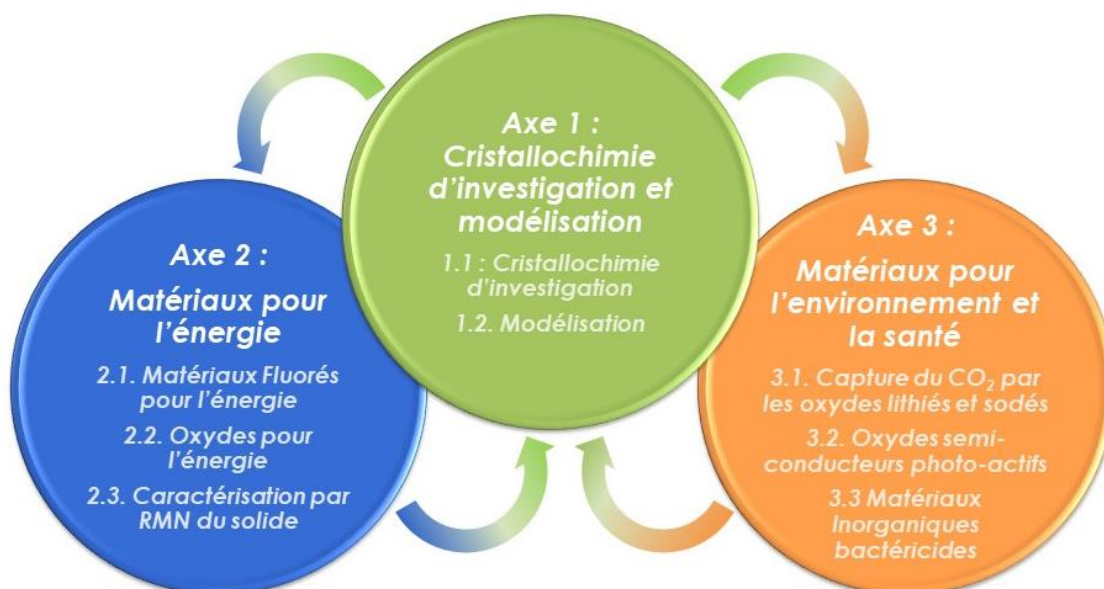 Axe 1 :
Cristallochimie
d'investigation et
modélisation
1.1 : Cristallochimie
d'investigation
1.2. Modélisation
Axe 2 :
Matériaux pour
l'énergie
2.1. Matériaux Fluorés
pour l'énergie
2.2. Oxydes pour
l'énergie
2.3. Caractérisation par
RMN du solide
Axe 3 :
Matériaux pour
l'environnement et
la santé
3.1. Capture du CO₂ par
les oxydes lithiés et sodés
3.2. Oxydes semi-
conducteurs photo-actifs
3.3 Matériaux
Inorganiques
bactéricides